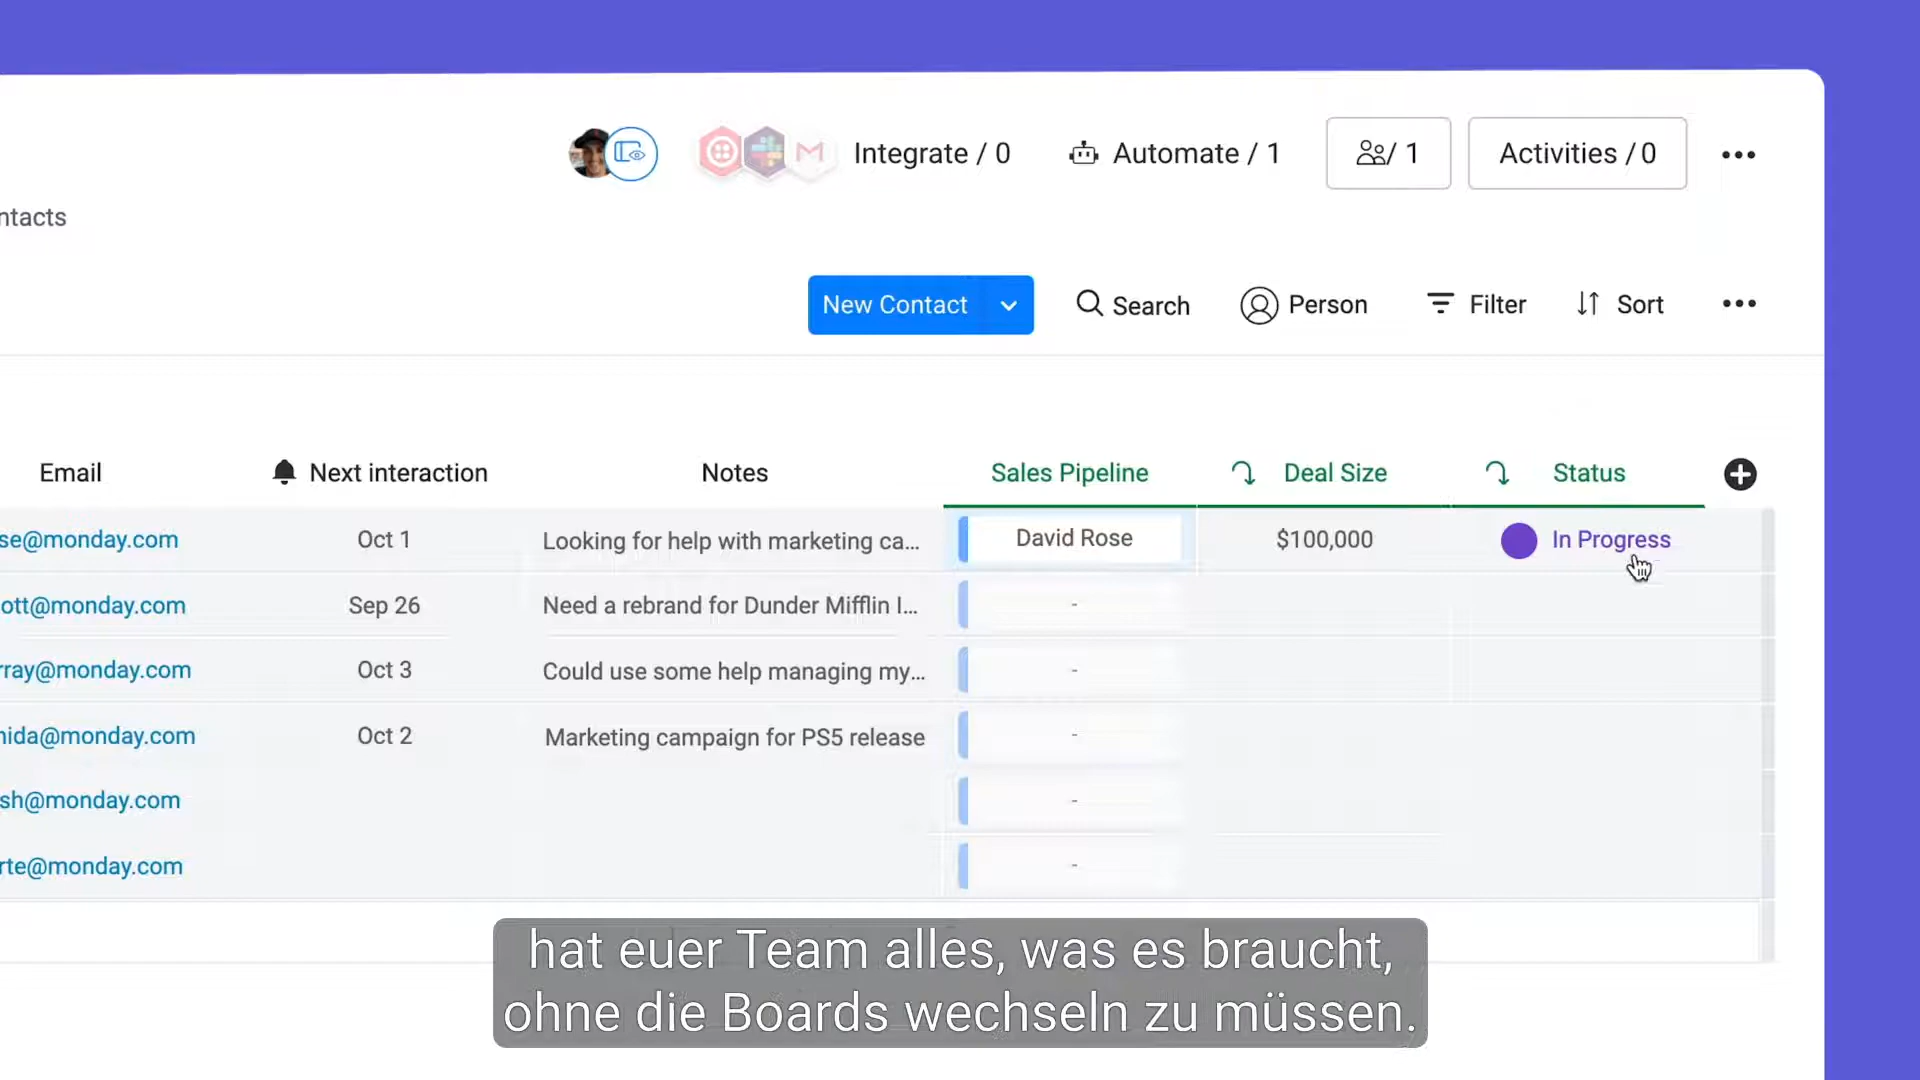 Integrate / 0
Automate / 1
/ 1
Activities / 0
ntacts
New Contact
Search
Person
Filter
Sort
Email
Next interaction
Notes
Sales Pipeline
Deal Size
Status
se@monday.com
Oct 1
Looking for help with marketing ca...
David Rose
$100,000
In Progress
ott@monday.com
Sep 26
Need a rebrand for Dunder Mifflin I...
-
rray@monday.com
Oct 3
Could use some help managing my...
-
nida@monday.com
Oct 2
Marketing campaign for PS5 release
-
sh@monday.com
-
rte@monday.com
-
hat euer Team alles, was es braucht,
ohne die Boards wechseln zu müssen.